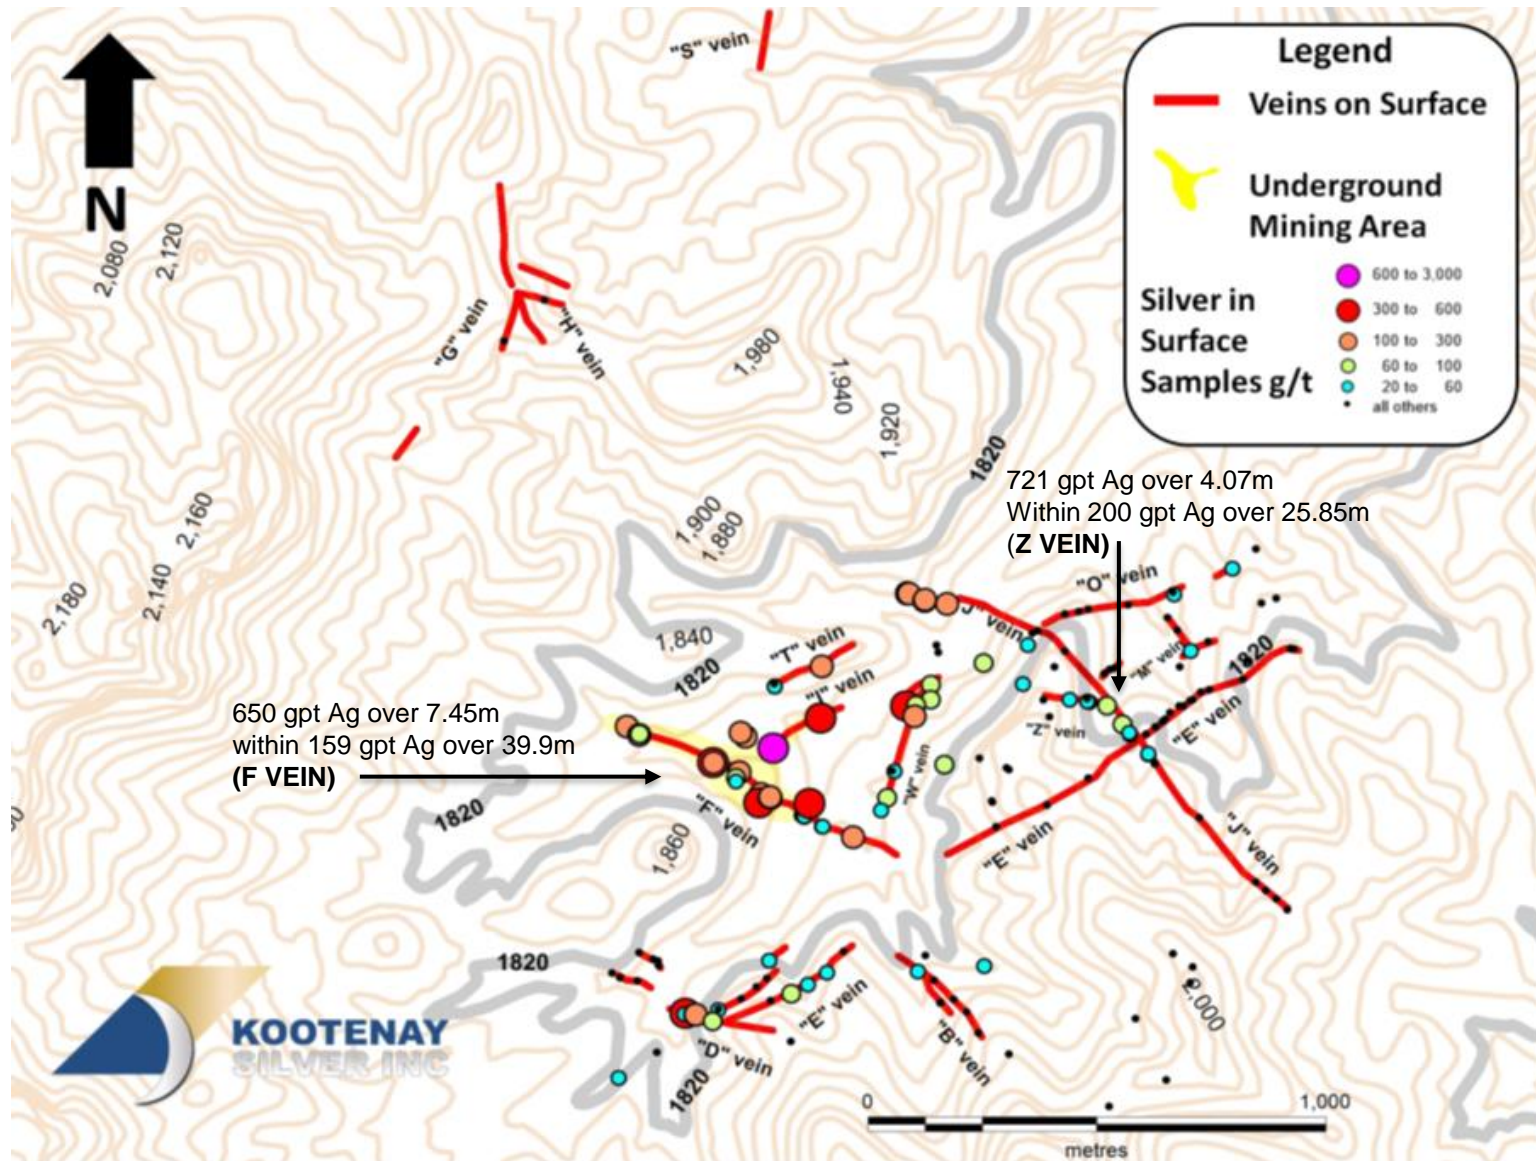 "S" vein
Legend
Veins on Surface
Underground
Mining Area
Silver in
Surface
Samples g/t
600 to 3,000
300 to 600
100 to 300
60 to 100
20 to 60
all others
N
2,080
2,120
"G" vein
"H" vein
1,980
1,940
1,920
1820
2,160
2,140
2,180
1,900
1,880
721 gpt Ag over 4.07m
Within 200 gpt Ag over 25.85m
(Z VEIN)
"O" vein
J" vein
1,840
1820
"T" vein
"I" vein
"M" vein
1820
"Z" vein
"E" vein
650 gpt Ag over 7.45m
within 159 gpt Ag over 39.9m
(F VEIN)
"W" vein
"F" vein
1820
1,860
"E" vein
"J" vein
1820
"E" vein
"D" vein
"B" vein
2,000
1820
KOOTENAY
SILVER INC
0 1,000
metres